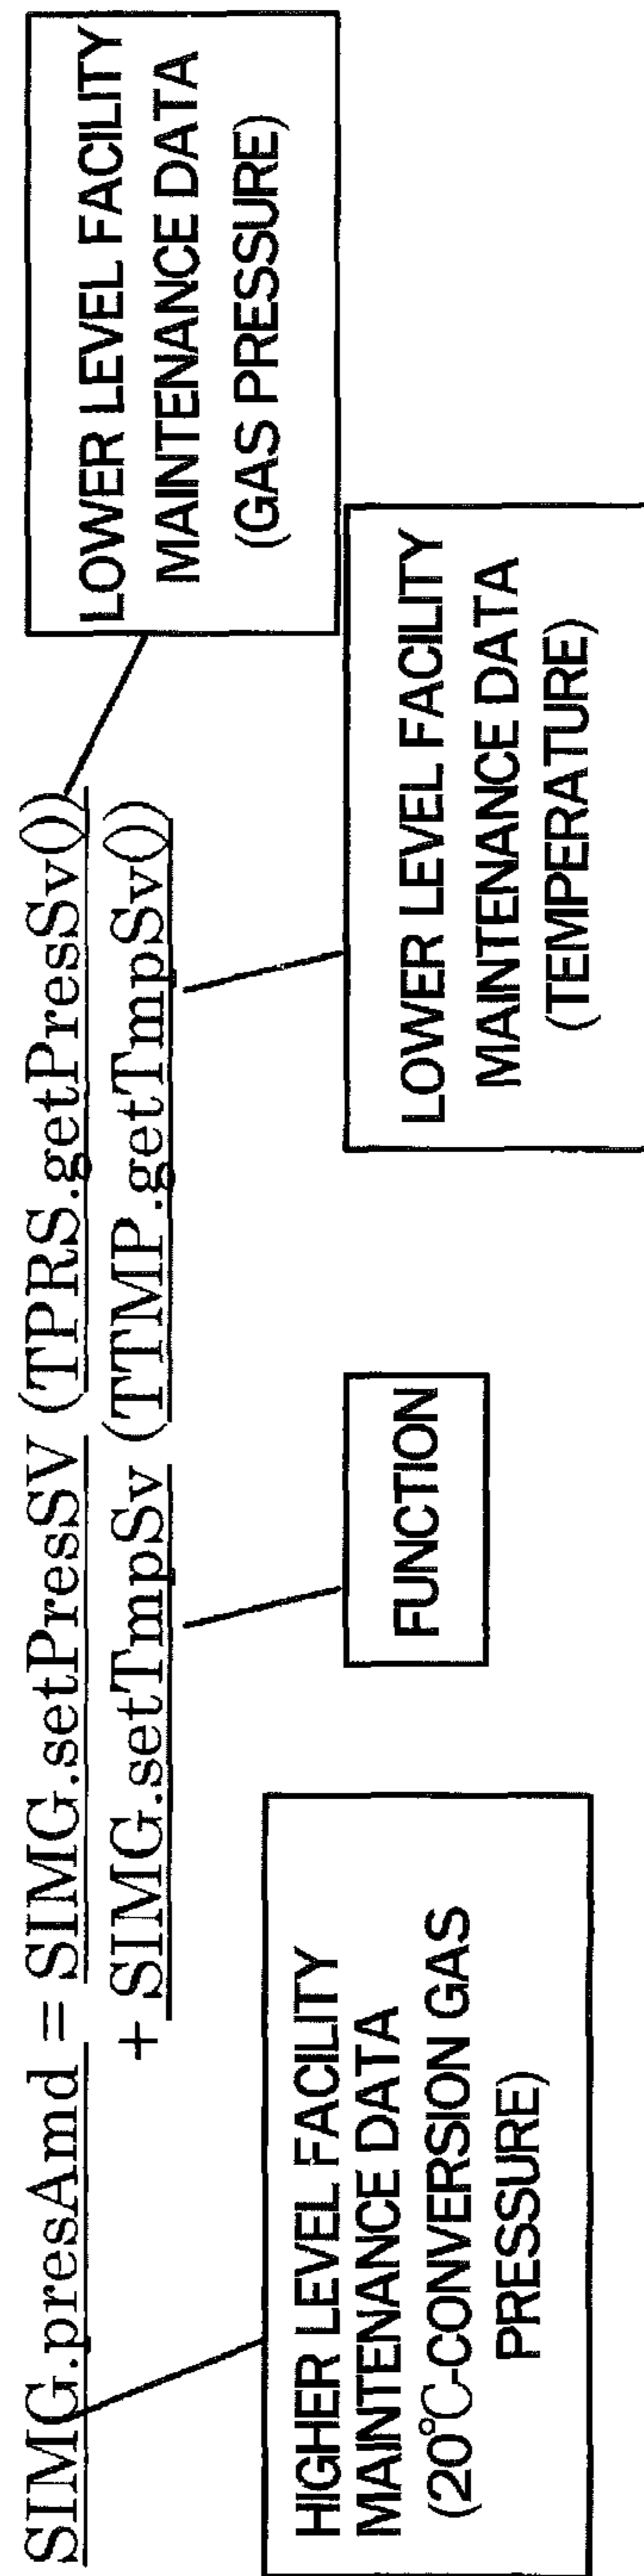 SIMG.presAmd = SIMG.setPressSV (TPRS.getPresSv())
+ SIMG.setTmpSv (TTMP.getTmpSv()
HIGHER LEVEL FACILITY
MAINTENANCE DATA
(20°C-CONVERSION GAS
PRESSURE)
FUNCTION
LOWER LEVEL FACILITY
MAINTENANCE DATA
(TEMPERATURE)
LOWER LEVEL FACILITY
MAINTENANCE DATA
(GAS PRESSURE)